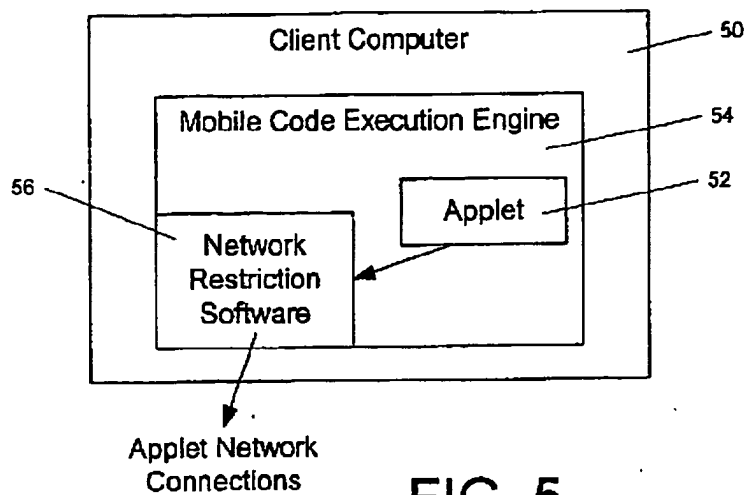 Client Computer
50
Mobile Code Execution Engine
54
56
52
Applet
Network
Restriction
Software
Applet Network
Connections
FIG. 5